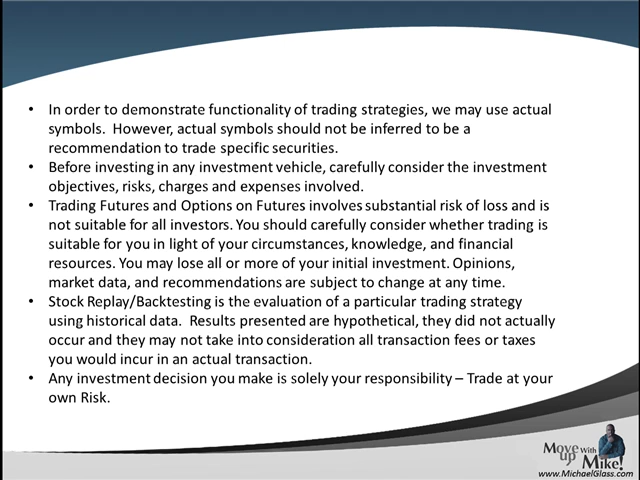 • In order to demonstrate functionality of trading strategies, we may use actual
symbols.  However, actual symbols should not be inferred to be a
recommendation to trade specific securities.
• Before investing in any investment vehicle, carefully consider the investment
objectives, risks, charges and expenses involved.
• Trading Futures and Options on Futures involves substantial risk of loss and is
not suitable for all investors. You should carefully consider whether trading is
suitable for you in light of your circumstances, knowledge, and financial
resources. You may lose all or more of your initial investment. Opinions,
market data, and recommendations are subject to change at any time.
• Stock Replay/Backtesting is the evaluation of a particular trading strategy
using historical data.  Results presented are hypothetical, they did not actually
occur and they may not take into consideration all transaction fees or taxes
you would incur in an actual transaction.
• Any investment decision you make is solely your responsibility – Trade at your
own Risk.
Move With
up Mike!
www.MichaelGlass.com